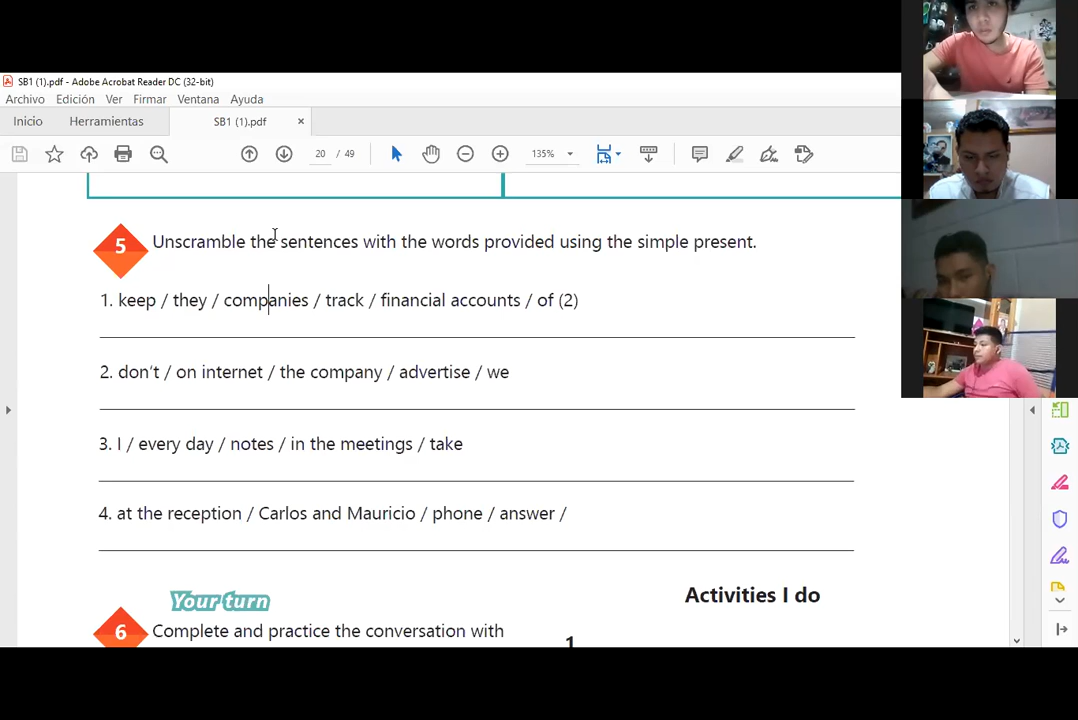 SB1 (1).pdf - Adobe Acrobat Reader DC (32-bit)
Archivo Edición Ver Firmar Ventana Ayuda
Inicio Herramientas SB1 (1).pdf ×
20 / 49 135%
5 Unscramble the sentences with the words provided using the simple present.
1. keep / they / companies / track / financial accounts / of (2)
2. don't / on internet / the company / advertise / we
3. I / every day / notes / in the meetings / take
4. at the reception / Carlos and Mauricio / phone / answer /
Your turn
Activities I do
6 Complete and practice the conversation with
1